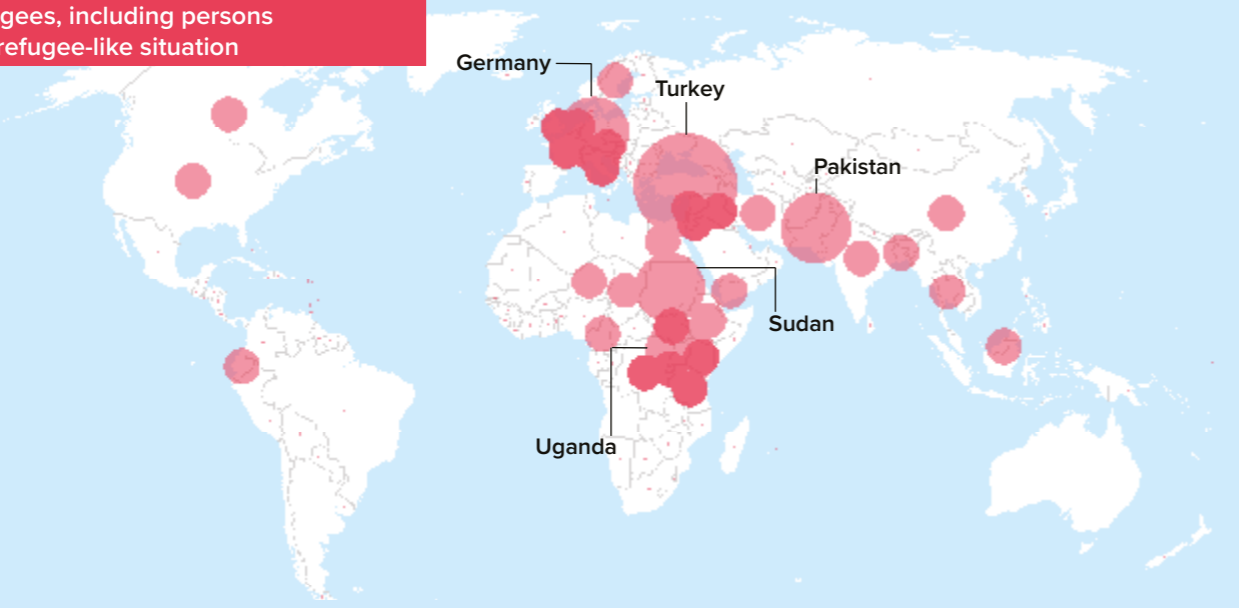 gees, including persons
refugee-like situation
Germany
Turkey
Pakistan
Sudan
Uganda